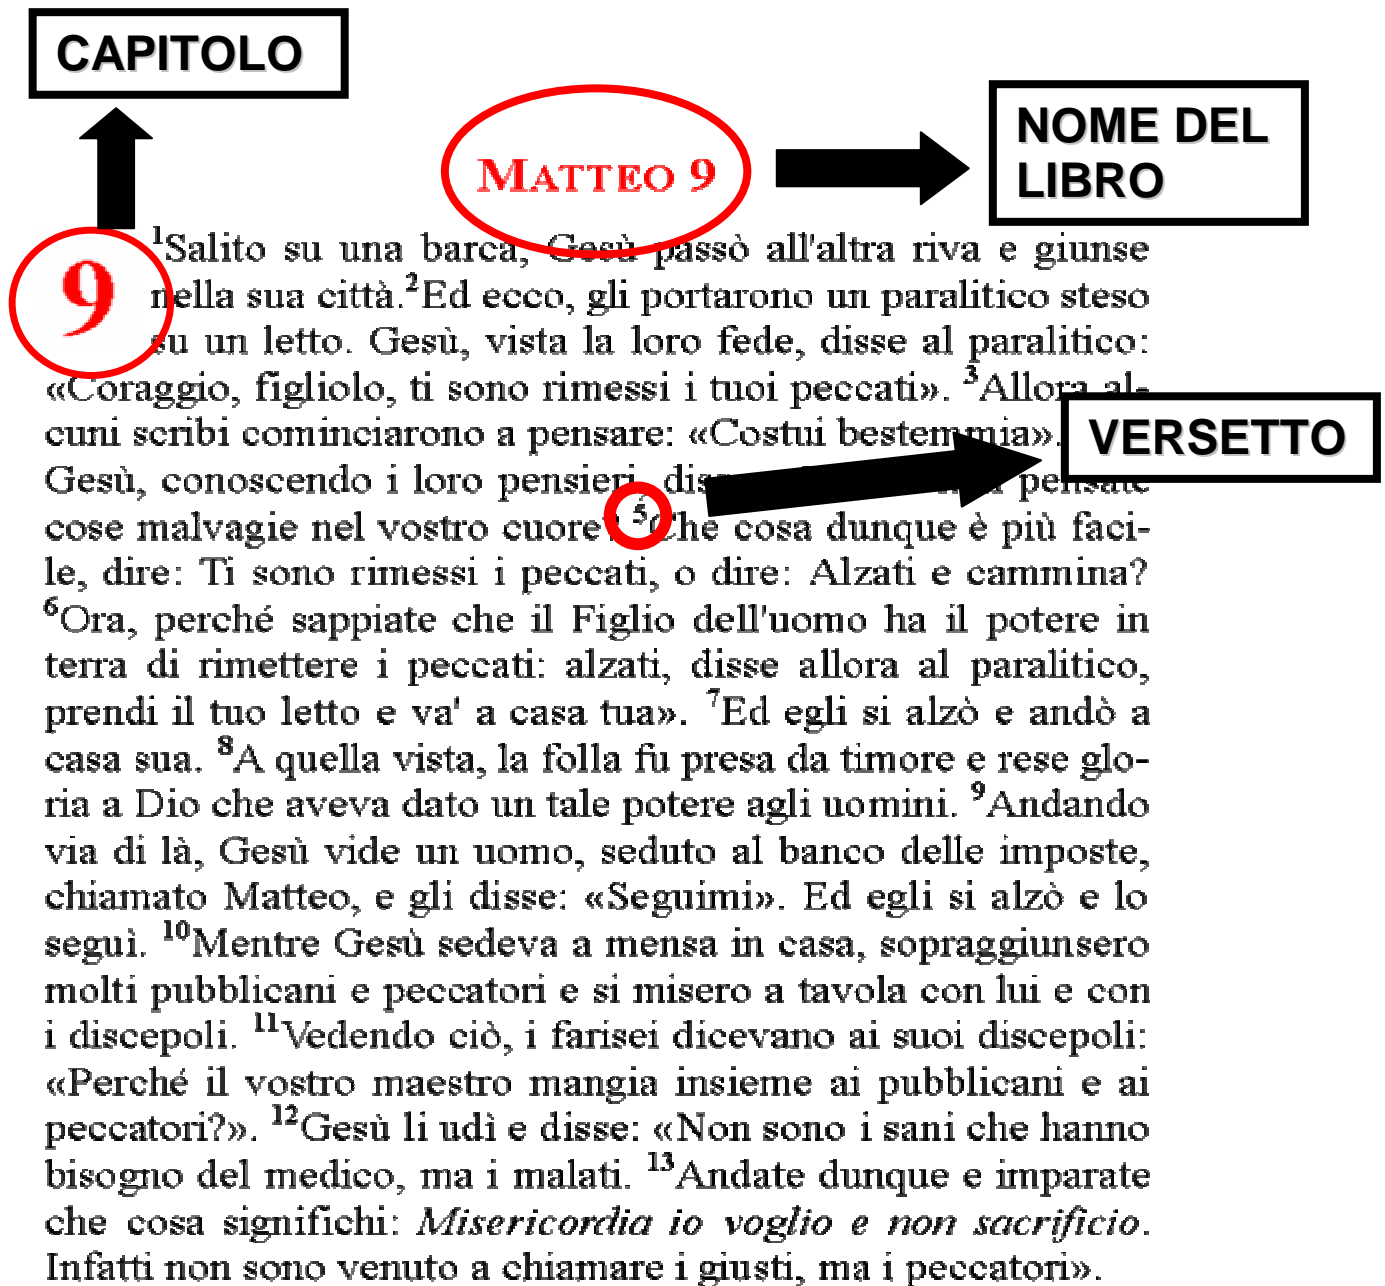 CAPITOLO
MATTEO 9
NOME DEL
LIBRO
9
¹Salito su una barca, Gesù passò all'altra riva e giunse
nella sua città.²Ed ecco, gli portarono un paralitico steso
su un letto. Gesù, vista la loro fede, disse al paralitico:
«Coraggio, figliolo, ti sono rimessi i tuoi peccati». ³Allora al-
cuni scribi cominciarono a pensare: «Costui bestemmia».
VERSETTO
Gesù, conoscendo i loro pensieri, pensate
cose malvagie nel vostro cuore? ⁵Che cosa dunque è più faci-
le, dire: Ti sono rimessi i peccati, o dire: Alzati e cammina?
⁶Ora, perché sappiate che il Figlio dell'uomo ha il potere in
terra di rimettere i peccati: alzati, disse allora al paralitico,
prendi il tuo letto e va' a casa tua». ⁷Ed egli si alzò e andò a
casa sua. ⁸A quella vista, la folla fu presa da timore e rese glo-
ria a Dio che aveva dato un tale potere agli uomini. ⁹Andando
via di là, Gesù vide un uomo, seduto al banco delle imposte,
chiamato Matteo, e gli disse: «Seguimi». Ed egli si alzò e lo
seguì. ¹⁰Mentre Gesù sedeva a mensa in casa, sopraggiunsero
molti pubblicani e peccatori e si misero a tavola con lui e con
i discepoli. ¹¹Vedendo ciò, i farisei dicevano ai suoi discepoli:
«Perché il vostro maestro mangia insieme ai pubblicani e ai
peccatori?». ¹²Gesù li udì e disse: «Non sono i sani che hanno
bisogno del medico, ma i malati. ¹³Andate dunque e imparate
che cosa significhi: Misericordia io voglio e non sacrificio.
Infatti non sono venuto a chiamare i giusti, ma i peccatori».